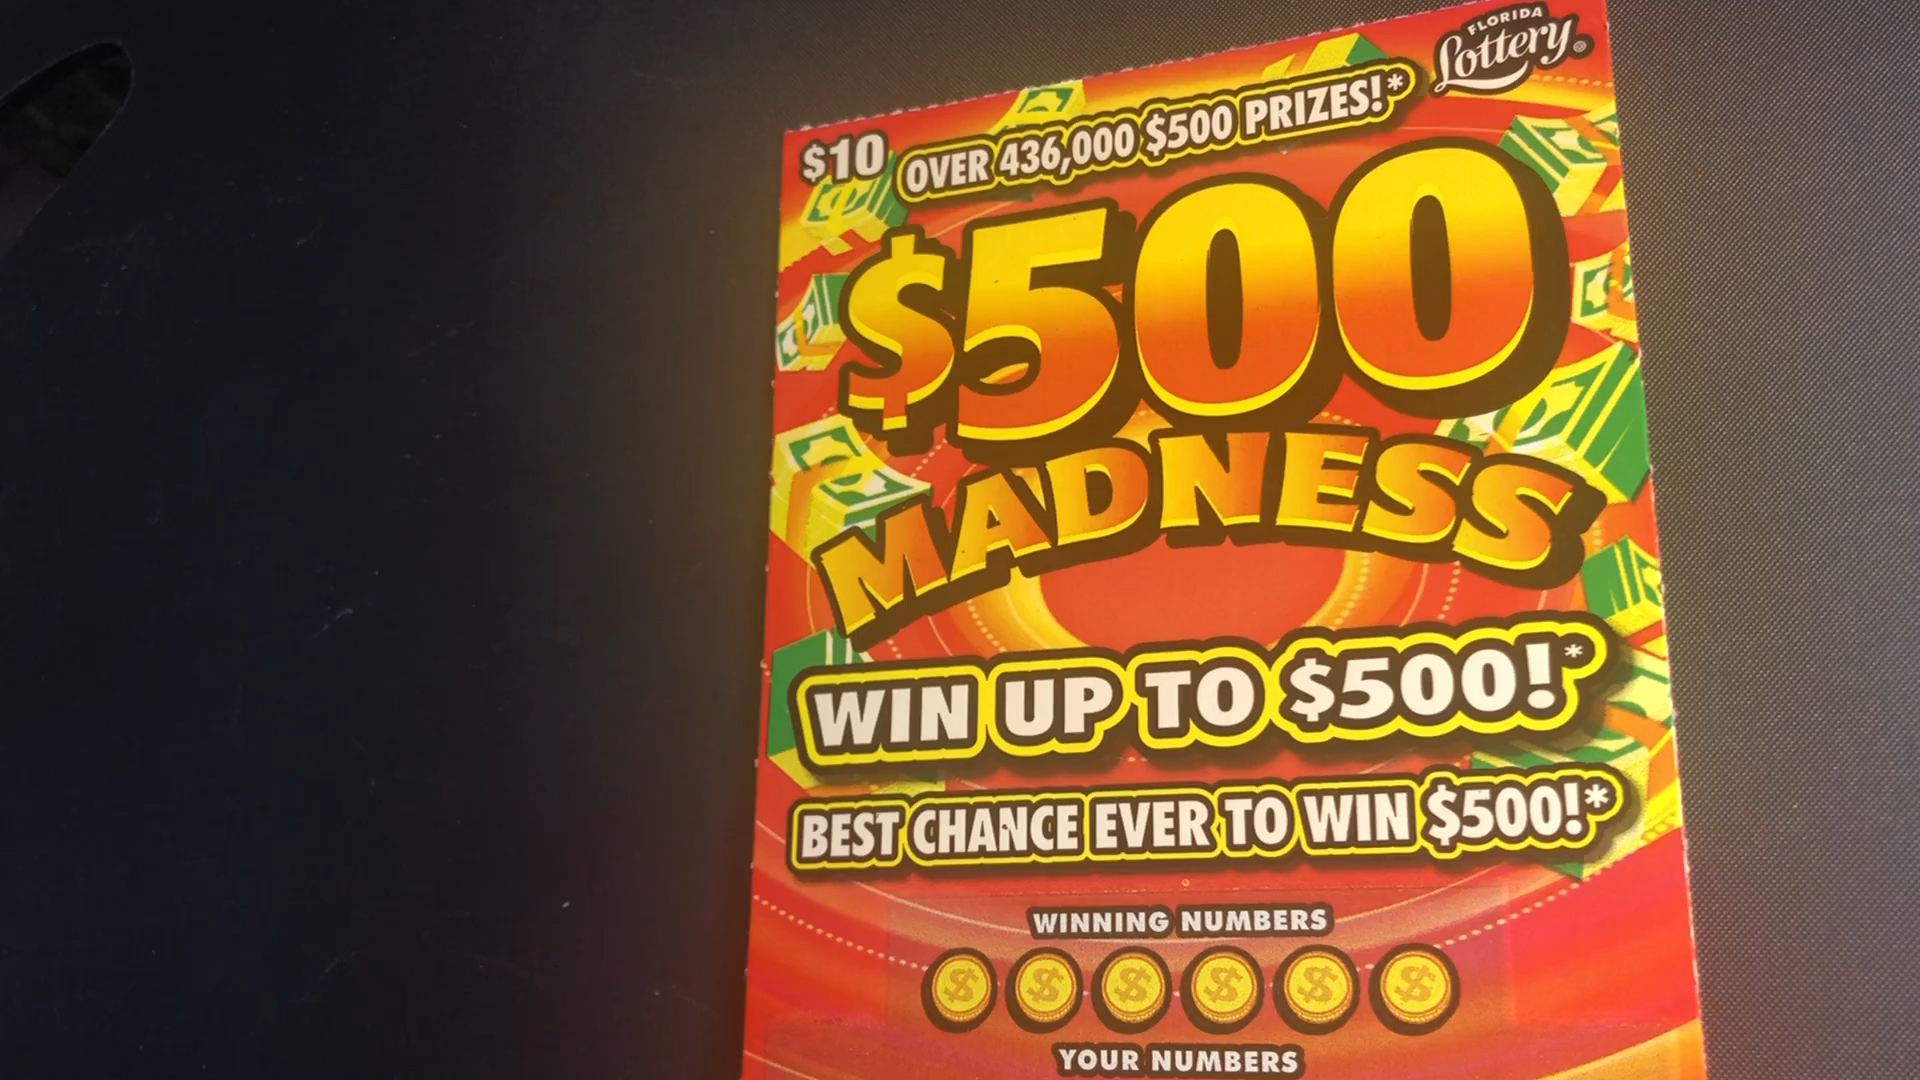 FLORIDA
Lottery®
$10 OVER 436,000 $500 PRIZES!*
$500
MADNESS
WIN UP TO $500!*
BEST CHANCE EVER TO WIN $500!*
WINNING NUMBERS
$ $ $ $ $ $
YOUR NUMBERS